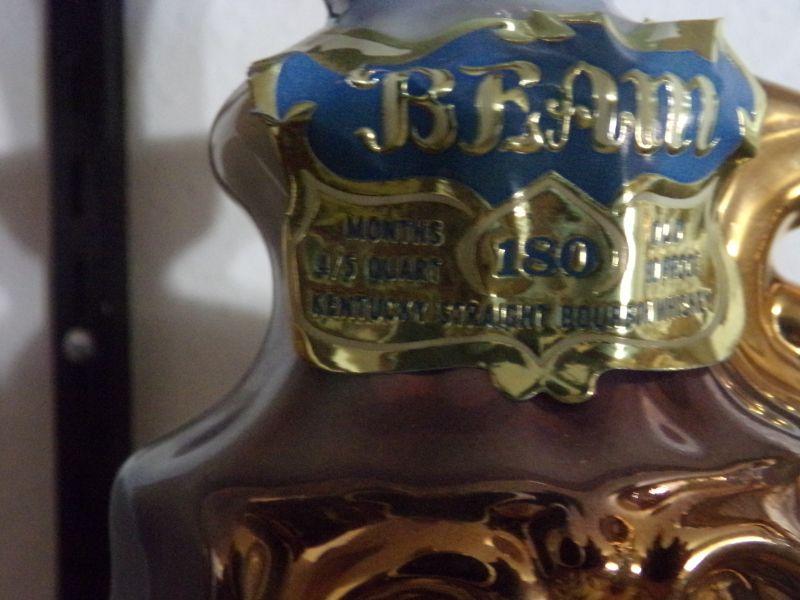 BEAM
MONTHS 180
4/5 QUART
KENTUCKY STRAIGHT BOURBON WHISKEY